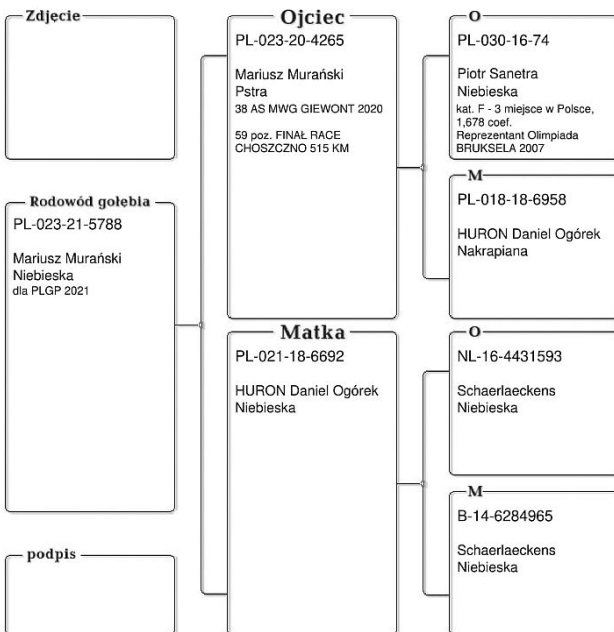 Zdjęcie
Rodowód gołębia
PL-023-21-5788
Mariusz Murański
Niebieska
dla PLGP 2021
podpis
Ojciec
PL-023-20-4265
Mariusz Murański
Pstra
38 AS MWG GIEWONT 2020
59 poz. FINAŁ RACE
CHOSZCZNO 515 KM
Matka
PL-021-18-6692
HURON Daniel Ogórek
Niebieska
O
PL-030-16-74
Piotr Sanetra
Niebieska
kat. F - 3 miejsce w Polsce,
1,678 coef.
Reprezentant Olimpiada
BRUKSELA 2007
M
PL-018-18-6958
HURON Daniel Ogórek
Nakrapiana
O
NL-16-4431593
Schaerlaeckens
Niebieska
M
B-14-6284965
Schaerlaeckens
Niebieska